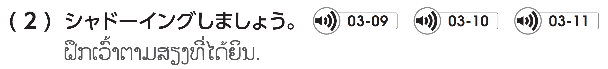 (2) シャドーイングしましょう。 03-09 03-10 03-11
ຝຶກເວົ້າຕາມສຽງທີ່ໄດ້ຍິນ.